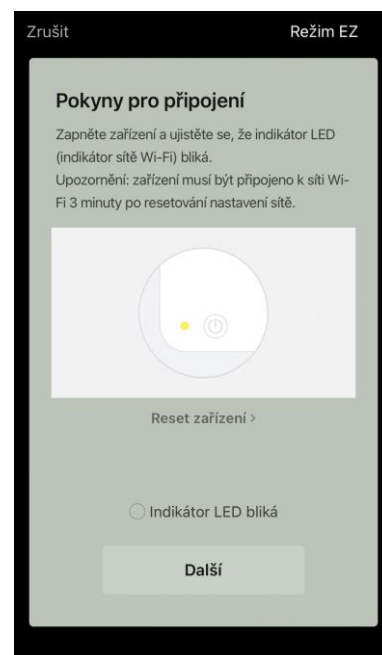 Zrušit
Režim EZ
Pokyny pro připojení
Zapněte zařízení a ujistěte se, že indikátor LED
(indikátor sítě Wi-Fi) bliká.
Upozornění: zařízení musí být připojeno k síti Wi-
Fi 3 minuty po resetování nastavení sítě.
Reset zařízení >
Indikátor LED bliká
Další